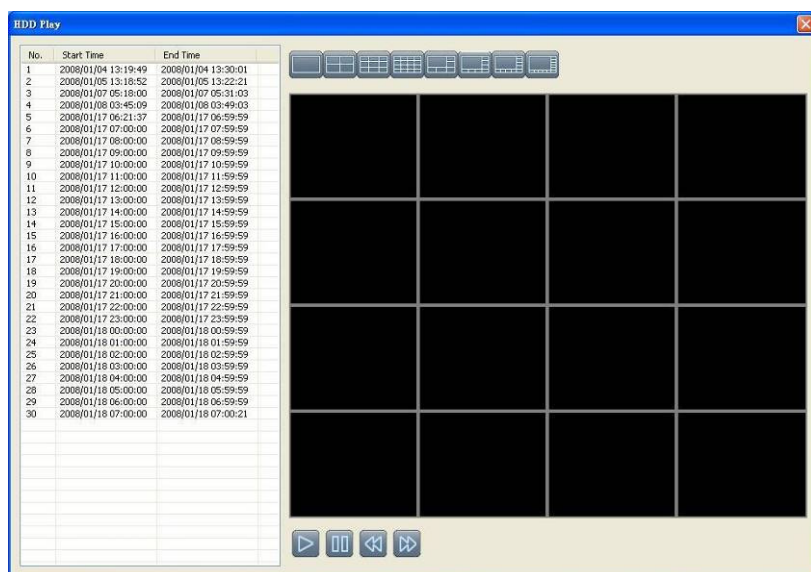 HDD Play
No. Start Time End Time
1 2008/01/04 13:19:49 2008/01/04 13:30:01
2 2008/01/05 13:18:52 2008/01/05 13:22:21
3 2008/01/07 05:18:00 2008/01/07 05:31:03
4 2008/01/08 03:45:09 2008/01/08 03:49:03
5 2008/01/17 06:21:37 2008/01/17 06:59:59
6 2008/01/17 07:00:00 2008/01/17 07:59:59
7 2008/01/17 08:00:00 2008/01/17 08:59:59
8 2008/01/17 09:00:00 2008/01/17 09:59:59
9 2008/01/17 10:00:00 2008/01/17 10:59:59
10 2008/01/17 11:00:00 2008/01/17 11:59:59
11 2008/01/17 12:00:00 2008/01/17 12:59:59
12 2008/01/17 13:00:00 2008/01/17 13:59:59
13 2008/01/17 14:00:00 2008/01/17 14:59:59
14 2008/01/17 15:00:00 2008/01/17 15:59:59
15 2008/01/17 16:00:00 2008/01/17 16:59:59
16 2008/01/17 17:00:00 2008/01/17 17:59:59
17 2008/01/17 18:00:00 2008/01/17 18:59:59
18 2008/01/17 19:00:00 2008/01/17 19:59:59
19 2008/01/17 20:00:00 2008/01/17 20:59:59
20 2008/01/17 21:00:00 2008/01/17 21:59:59
21 2008/01/17 22:00:00 2008/01/17 22:59:59
22 2008/01/17 23:00:00 2008/01/17 23:59:59
23 2008/01/18 00:00:00 2008/01/18 00:59:59
24 2008/01/18 01:00:00 2008/01/18 01:59:59
25 2008/01/18 02:00:00 2008/01/18 02:59:59
26 2008/01/18 03:00:00 2008/01/18 03:59:59
27 2008/01/18 04:00:00 2008/01/18 04:59:59
28 2008/01/18 05:00:00 2008/01/18 05:59:59
29 2008/01/18 06:00:00 2008/01/18 06:59:59
30 2008/01/18 07:00:00 2008/01/18 07:00:21